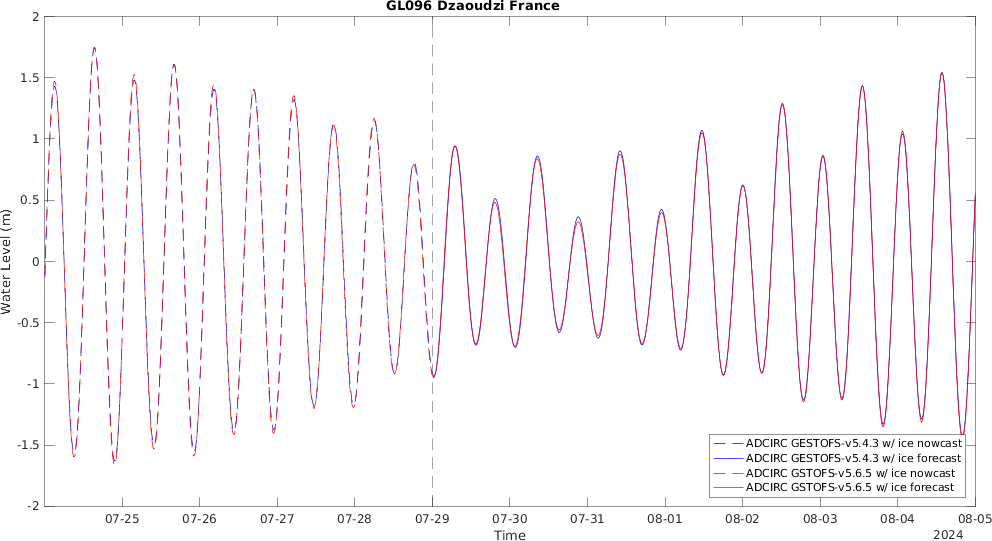 GL096 Dzaoudzi France
2
1.5
1
0.5
0
-0.5
-1
-1.5
-2
Water Level (m)
ADCIRC GESTOFS-v5.4.3 w/ ice nowcast
ADCIRC GESTOFS-v5.4.3 w/ ice forecast
ADCIRC GSTOFS-v5.6.5 w/ ice nowcast
ADCIRC GSTOFS-v5.6.5 w/ ice forecast
07-25 07-26 07-27 07-28 07-29 07-30 07-31 08-01 08-02 08-03 08-04 08-05
Time
2024